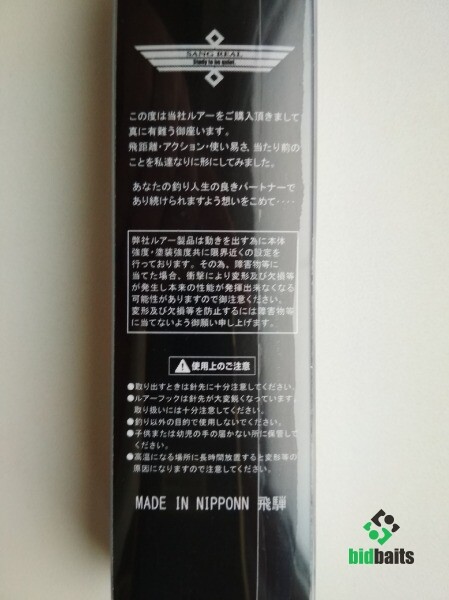 SANG REAL
Study to be quiet.
この度は当社ルアーをご購入頂きまして
真に有難う御座います。
飛距離・アクション・使い易さ、当たり前の
ことを私達なりに形にしてみました。
あなたの釣り人生の良きパートナーで
あり続けられますよう想いをこめて‥‥
弊社ルアー製品は動きを出す為に本体
強度・塗装強度共に限界近くの設定を
行っております。その為、障害物等に
当てた場合、衝撃により変形及び欠損等
が発生し本来の性能が発揮出来なくなる
可能性がありますので御注意ください。
変形及び欠損等を防止するには障害物等
に当てないよう御願い申し上げます。
使用上のご注意
●取り出すときは針先に十分注意してください。
●ルアーフックは針先が大変鋭くなっています。
取り扱いには十分注意してください。
●釣り以外の目的で使用しないでください。
●子供または幼児の手の届かない所に保管して
ください。
●高温になる場所に長時間放置すると変形等の
原因になりますので注意ください。
MADE IN NIPPONN 飛騨
bidbaits